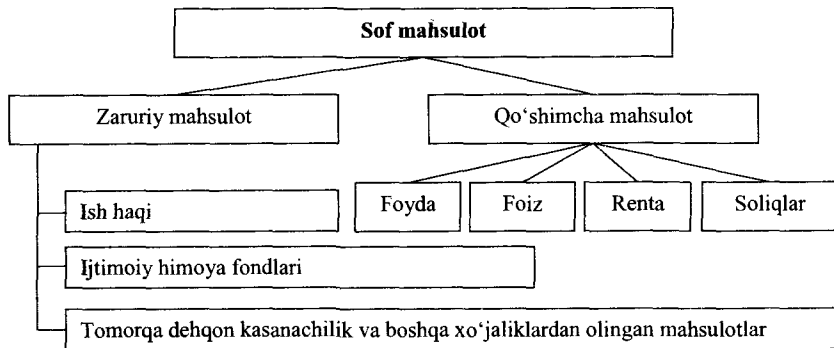 Sof mahsulot
Zaruriy mahsulot
Qo‘shimcha mahsulot
Foyda
Foiz
Renta
Soliqlar
Ish haqi
Ijtimoiy himoya fondlari
Tomorqa dehqon kasanachilik va boshqa xo‘jaliklardan olingan mahsulotlar